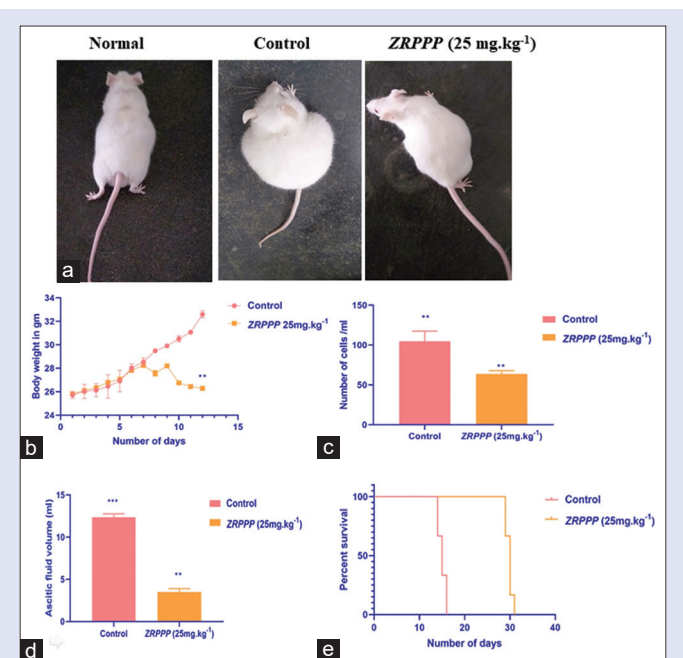 Normal Control ZRPPP (25 mg.kg-1)
a
34
32
30
28
26
24
Body weight in gm
0 5 10 15
Number of days
Control
ZRPPP 25mg.kg-1
**
b
150
100
50
0
Number of cells /ml
**
**
Control ZRPPP (25mg.kg-1)
Control
ZRPPP (25mg.kg-1)
c
15
10
5
0
Ascitic fluid volume (ml)
***
**
Control ZRPPP (25mg.kg-1)
Control
ZRPPP (25mg.kg-1)
d
100
50
0
Percent survival
0 10 20 30 40
Number of days
Control
ZRPPP (25mg.kg-1)
e